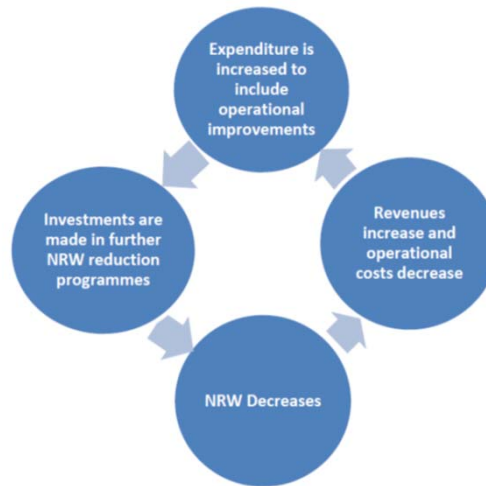 Expenditure is
increased to
include
operational
improvements
Investments are
made in further
NRW reduction
programmes
Revenues
increase and
operational
costs decrease
NRW Decreases